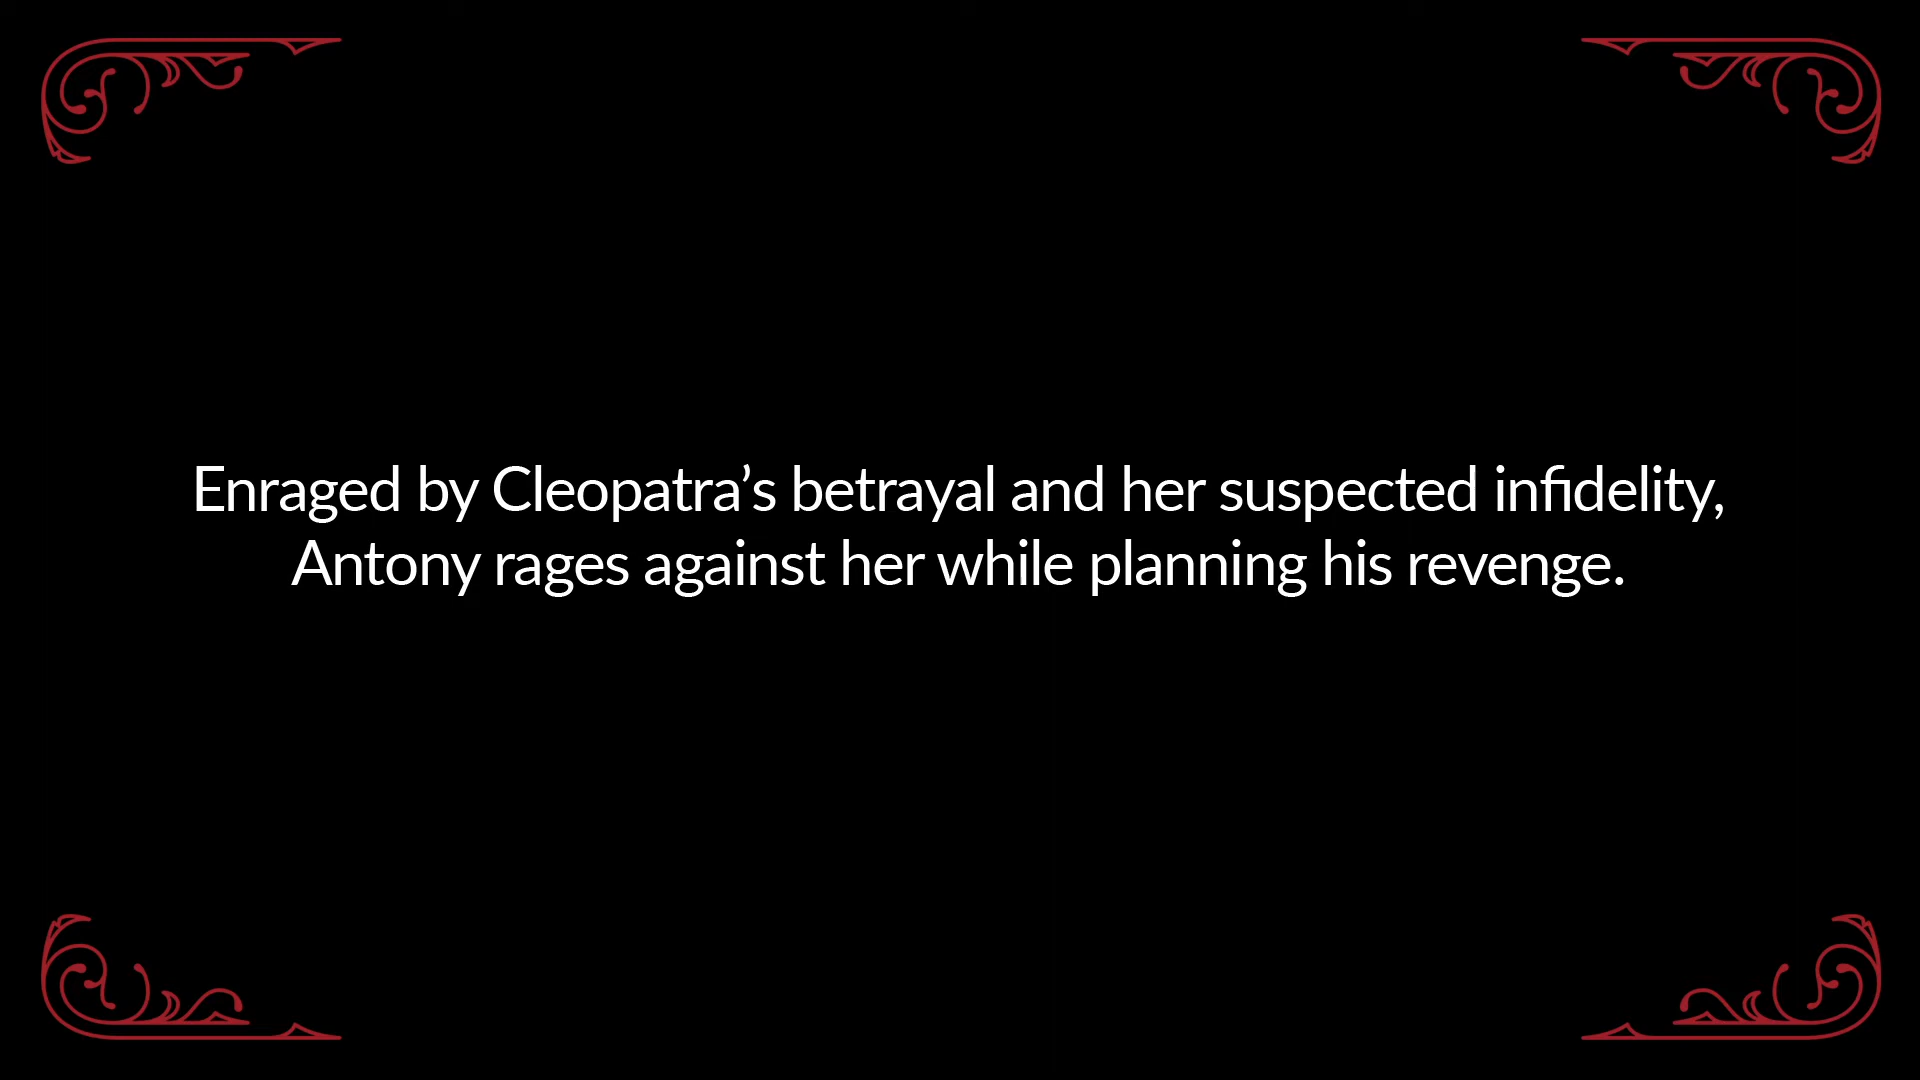 Enraged by Cleopatra’s betrayal and her suspected infidelity,
Antony rages against her while planning his revenge.